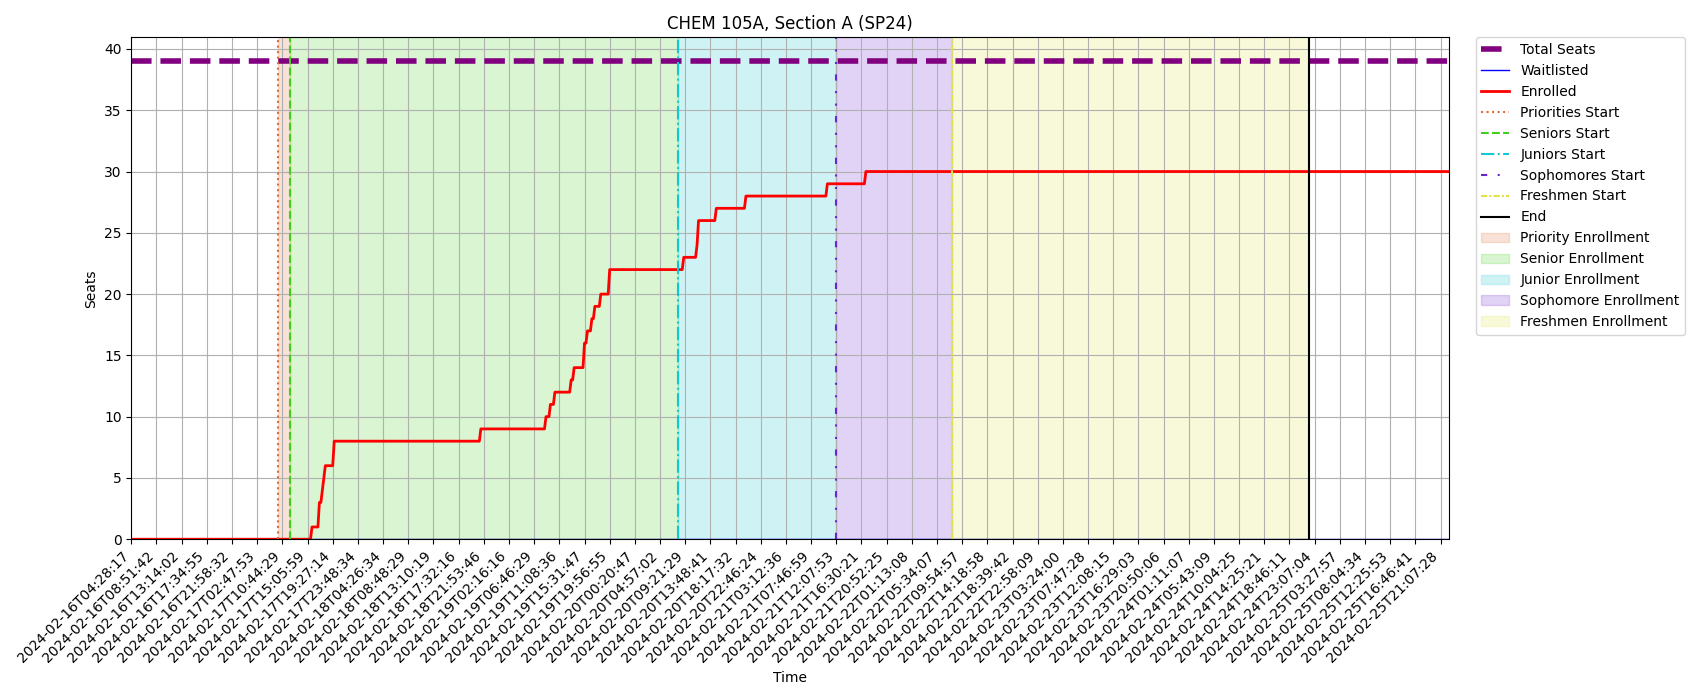 CHEM 105A, Section A (SP24)
Seats
40
35
30
25
20
15
10
5
0
2024-02-16T04:28:17
2024-02-16T08:51:42
2024-02-16T13:14:02
2024-02-16T17:34:55
2024-02-16T21:58:32
2024-02-17T02:47:53
2024-02-17T10:44:29
2024-02-17T15:05:59
2024-02-17T19:27:14
2024-02-17T23:48:34
2024-02-18T04:26:34
2024-02-18T08:48:29
2024-02-18T13:10:19
2024-02-18T17:32:16
2024-02-18T21:53:46
2024-02-19T02:16:16
2024-02-19T06:46:29
2024-02-19T11:08:36
2024-02-19T15:31:47
2024-02-19T19:56:55
2024-02-20T00:20:47
2024-02-20T04:57:02
2024-02-20T09:21:29
2024-02-20T13:48:41
2024-02-20T18:17:32
2024-02-20T22:46:24
2024-02-21T03:12:36
2024-02-21T07:46:59
2024-02-21T12:07:53
2024-02-21T16:30:21
2024-02-21T20:52:25
2024-02-22T01:13:08
2024-02-22T05:34:07
2024-02-22T09:54:57
2024-02-22T14:18:58
2024-02-22T18:39:42
2024-02-22T22:58:09
2024-02-23T03:24:00
2024-02-23T07:47:28
2024-02-23T12:08:15
2024-02-23T16:29:03
2024-02-23T20:50:06
2024-02-24T01:11:07
2024-02-24T05:43:09
2024-02-24T10:04:25
2024-02-24T14:25:21
2024-02-24T18:46:11
2024-02-24T23:07:04
2024-02-25T03:27:57
2024-02-25T08:04:34
2024-02-25T12:25:53
2024-02-25T16:46:41
2024-02-25T21:07:28
Time
Total Seats
Waitlisted
Enrolled
Priorities Start
Seniors Start
Juniors Start
Sophomores Start
Freshmen Start
End
Priority Enrollment
Senior Enrollment
Junior Enrollment
Sophomore Enrollment
Freshmen Enrollment